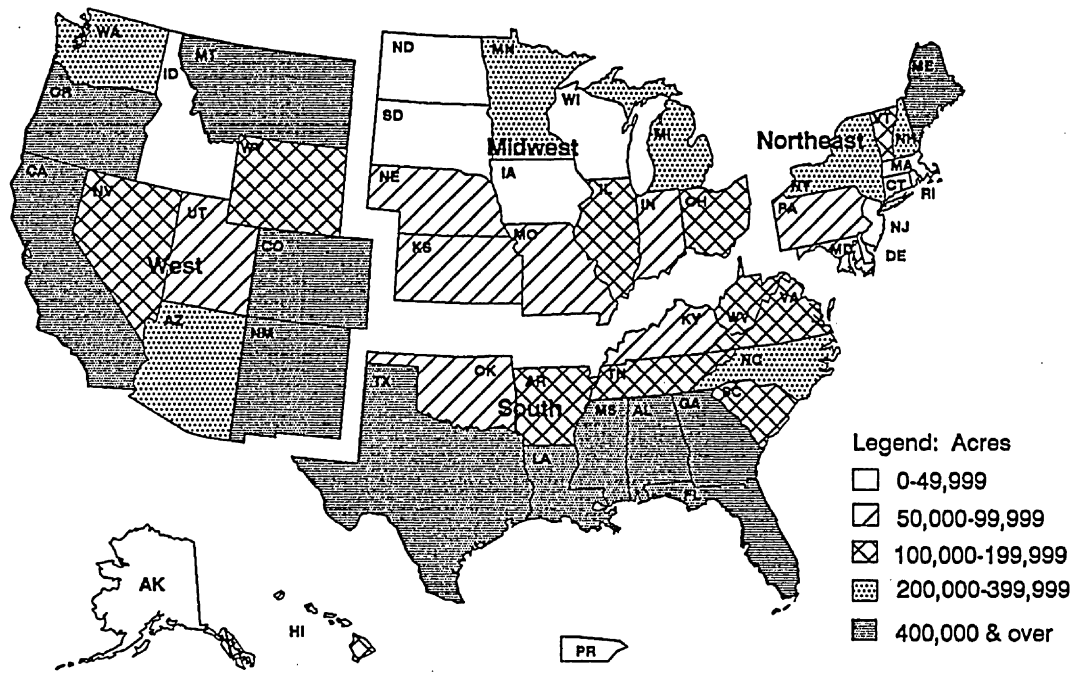 WA
MT
ND
MN
ME
ID
OR
WI
VT
NH
SD
MI
Northeast
Midwest
MA
CA
WY
IA
NY
CT
RI
NE
NV
IL
IN
OH
PA
UT
NJ
MO
MD
DE
KS
CO
West
VA
WV
KY
AZ
NM
NC
TN
OK
AR
TX
SC
South
MS
AL
GA
Legend: Acres
LA
0-49,999
FL
50,000-99,999
100,000-199,999
AK
200,000-399,999
HI
400,000 & over
PR